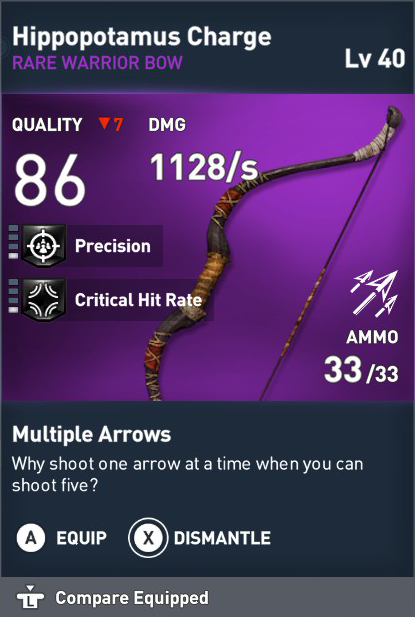 Hippopotamus Charge
RARE WARRIOR BOW
Lv 40
QUALITY ▼7 DMG
86 1128/s
Precision
Critical Hit Rate
AMMO
33/33
Multiple Arrows
Why shoot one arrow at a time when you can
shoot five?
A EQUIP X DISMANTLE
L Compare Equipped